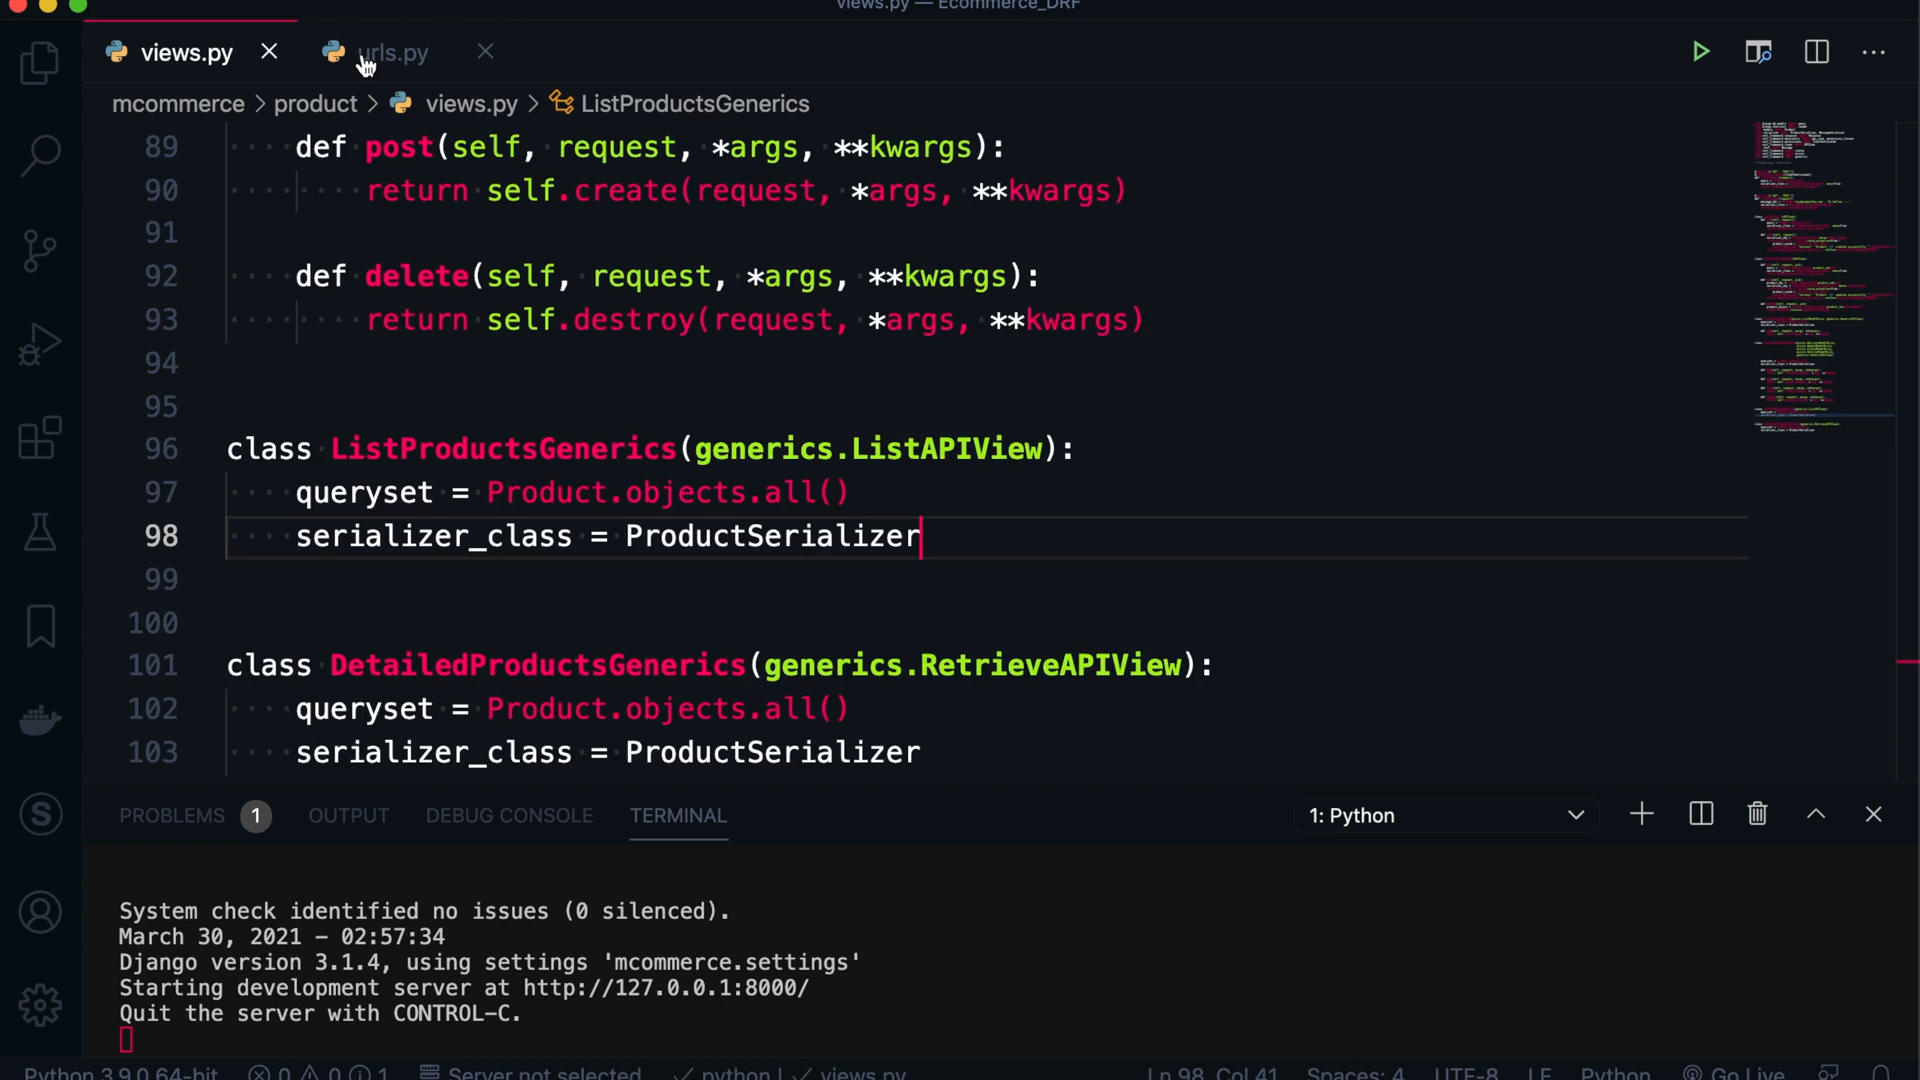 views.py — Ecommerce_DRF
views.py urls.py
mcommerce > product > views.py > ListProductsGenerics
89 def post(self, request, *args, **kwargs):
90 return self.create(request, *args, **kwargs)
91
92 def delete(self, request, *args, **kwargs):
93 return self.destroy(request, *args, **kwargs)
94
95
96 class ListProductsGenerics(generics.ListAPIView):
97 queryset = Product.objects.all()
98 serializer_class = ProductSerializer
99
100
101 class DetailedProductsGenerics(generics.RetrieveAPIView):
102 queryset = Product.objects.all()
103 serializer_class = ProductSerializer
PROBLEMS 1 OUTPUT DEBUG CONSOLE TERMINAL 1: Python
System check identified no issues (0 silenced).
March 30, 2021 - 02:57:34
Django version 3.1.4, using settings 'mcommerce.settings'
Starting development server at http://127.0.0.1:8000/
Quit the server with CONTROL-C.
Python 3.9.0 64-bit 0 0 1 Server not selected ✓ python | ✓ views.py Ln 98, Col 41 Spaces: 4 UTF-8 LF Python Go Live